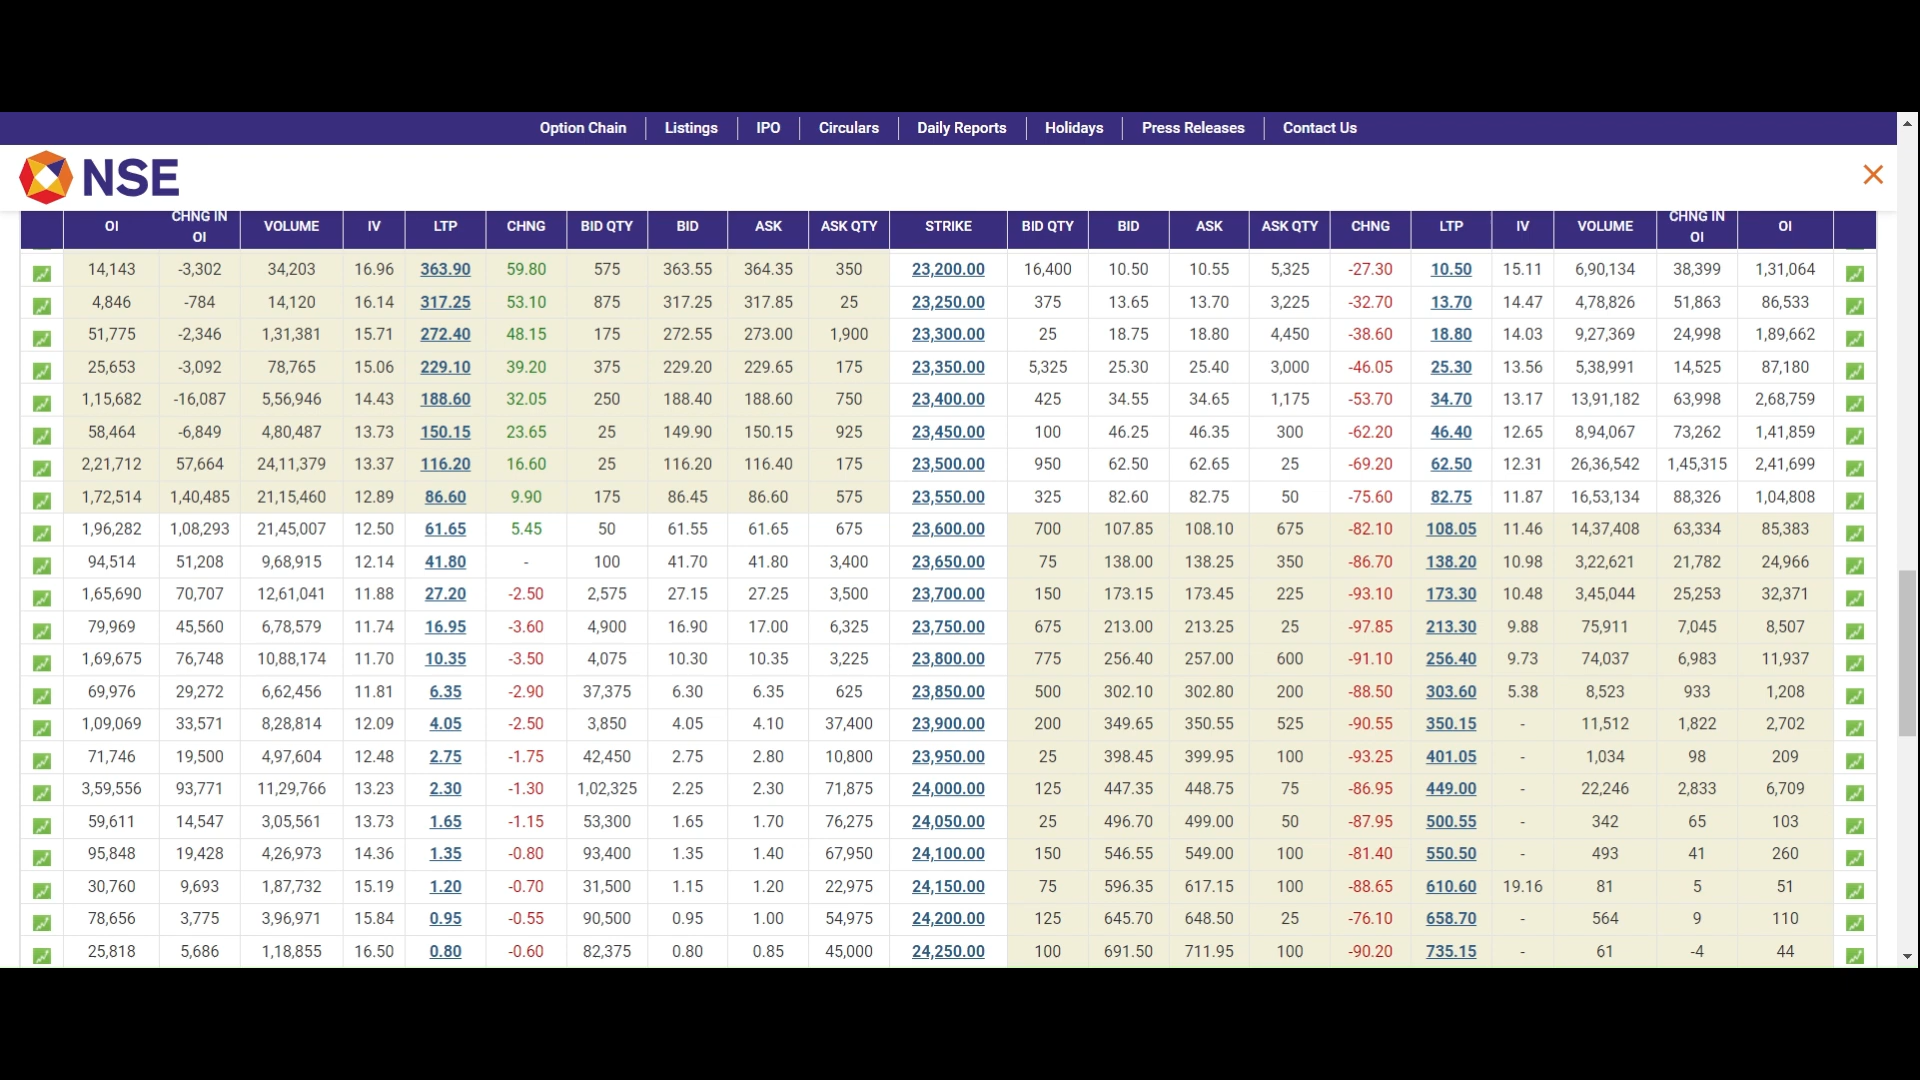 Option Chain Listings IPO Circulars Daily Reports Holidays Press Releases Contact Us
NSE
OI CHNG IN OI VOLUME IV LTP CHNG BID QTY BID ASK ASK QTY STRIKE BID QTY BID ASK ASK QTY CHNG LTP IV VOLUME CHNG IN OI OI
14,143 -3,302 34,203 16.96 363.90 59.80 575 363.55 364.35 350 23,200.00 16,400 10.50 10.55 5,325 -27.30 10.50 15.11 6,90,134 38,399 1,31,064
4,846 -784 14,120 16.14 317.25 53.10 875 317.25 317.85 25 23,250.00 375 13.65 13.70 3,225 -32.70 13.70 14.47 4,78,826 51,863 86,533
51,775 -2,346 1,31,381 15.71 272.40 48.15 175 272.55 273.00 1,900 23,300.00 25 18.75 18.80 4,450 -38.60 18.80 14.03 9,27,369 24,998 1,89,662
25,653 -3,092 78,765 15.06 229.10 39.20 375 229.20 229.65 175 23,350.00 5,325 25.30 25.40 3,000 -46.05 25.30 13.56 5,38,991 14,525 87,180
1,15,682 -16,087 5,56,946 14.43 188.60 32.05 250 188.40 188.60 750 23,400.00 425 34.55 34.65 1,175 -53.70 34.70 13.17 13,91,182 63,998 2,68,759
58,464 -6,849 4,80,487 13.73 150.15 23.65 25 149.90 150.15 925 23,450.00 100 46.25 46.35 300 -62.20 46.40 12.65 8,94,067 73,262 1,41,859
2,21,712 57,664 24,11,379 13.37 116.20 16.60 25 116.20 116.40 175 23,500.00 950 62.50 62.65 25 -69.20 62.50 12.31 26,36,542 1,45,315 2,41,699
1,72,514 1,40,485 21,15,460 12.89 86.60 9.90 175 86.45 86.60 575 23,550.00 325 82.60 82.75 50 -75.60 82.75 11.87 16,53,134 88,326 1,04,808
1,96,282 1,08,293 21,45,007 12.50 61.65 5.45 50 61.55 61.65 675 23,600.00 700 107.85 108.10 675 -82.10 108.05 11.46 14,37,408 63,334 85,383
94,514 51,208 9,68,915 12.14 41.80 - 100 41.70 41.80 3,400 23,650.00 75 138.00 138.25 350 -86.70 138.20 10.98 3,22,621 21,782 24,966
1,65,690 70,707 12,61,041 11.88 27.20 -2.50 2,575 27.15 27.25 3,500 23,700.00 150 173.15 173.45 225 -93.10 173.30 10.48 3,45,044 25,253 32,371
79,969 45,560 6,78,579 11.74 16.95 -3.60 4,900 16.90 17.00 6,325 23,750.00 675 213.00 213.25 25 -97.85 213.30 9.88 75,911 7,045 8,507
1,69,675 76,748 10,88,174 11.70 10.35 -3.50 4,075 10.30 10.35 3,225 23,800.00 775 256.40 257.00 600 -91.10 256.40 9.73 74,037 6,983 11,937
69,976 29,272 6,62,456 11.81 6.35 -2.90 37,375 6.30 6.35 625 23,850.00 500 302.10 302.80 200 -88.50 303.60 5.38 8,523 933 1,208
1,09,069 33,571 8,28,814 12.09 4.05 -2.50 3,850 4.05 4.10 37,400 23,900.00 200 349.65 350.55 525 -90.55 350.15 - 11,512 1,822 2,702
71,746 19,500 4,97,604 12.48 2.75 -1.75 42,450 2.75 2.80 10,800 23,950.00 25 398.45 399.95 100 -93.25 401.05 - 1,034 98 209
3,59,556 93,771 11,29,766 13.23 2.30 -1.30 1,02,325 2.25 2.30 71,875 24,000.00 125 447.35 448.75 75 -86.95 449.00 - 22,246 2,833 6,709
59,611 14,547 3,05,561 13.73 1.65 -1.15 53,300 1.65 1.70 76,275 24,050.00 25 496.70 499.00 50 -87.95 500.55 - 342 65 103
95,848 19,428 4,26,973 14.36 1.35 -0.80 93,400 1.35 1.40 67,950 24,100.00 150 546.55 549.00 100 -81.40 550.50 - 493 41 260
30,760 9,693 1,87,732 15.19 1.20 -0.70 31,500 1.15 1.20 22,975 24,150.00 75 596.35 617.15 100 -88.65 610.60 19.16 81 5 51
78,656 3,775 3,96,971 15.84 0.95 -0.55 90,500 0.95 1.00 54,975 24,200.00 125 645.70 648.50 25 -76.10 658.70 - 564 9 110
25,818 5,686 1,18,855 16.50 0.80 -0.60 82,375 0.80 0.85 45,000 24,250.00 100 691.50 711.95 100 -90.20 735.15 - 61 -4 44